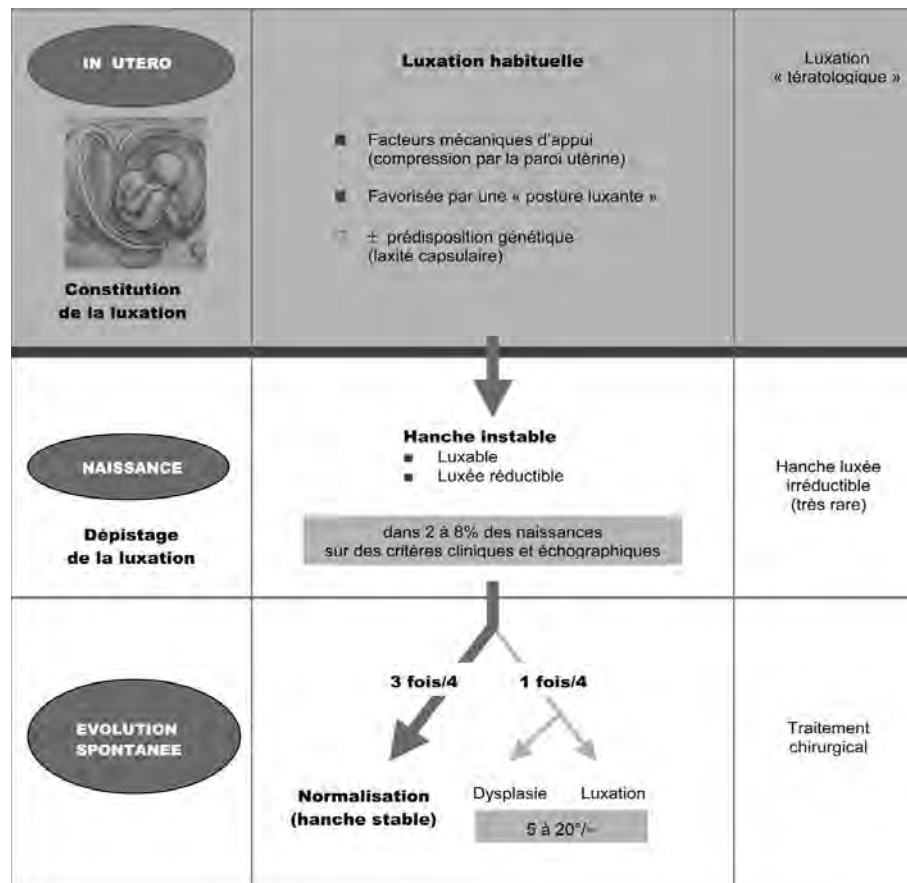 IN UTERO
Luxation habituelle
Luxation
« tératologique »
Facteurs mécaniques d'appui
(compression par la paroi utérine)
Favorisée par une « posture luxante »
± prédisposition génétique
(laxité capsulaire)
Constitution
de la luxation
Hanche instable
Luxable
Luxée réductible
NAISSANCE
Hanche luxée
irréductible
(très rare)
Dépistage
de la luxation
dans 2 à 8% des naissances
sur des critères cliniques et échographiques
3 fois/4
1 fois/4
EVOLUTION
SPONTANEE
Traitement
chirurgical
Normalisation
(hanche stable)
Dysplasie
Luxation
5 à